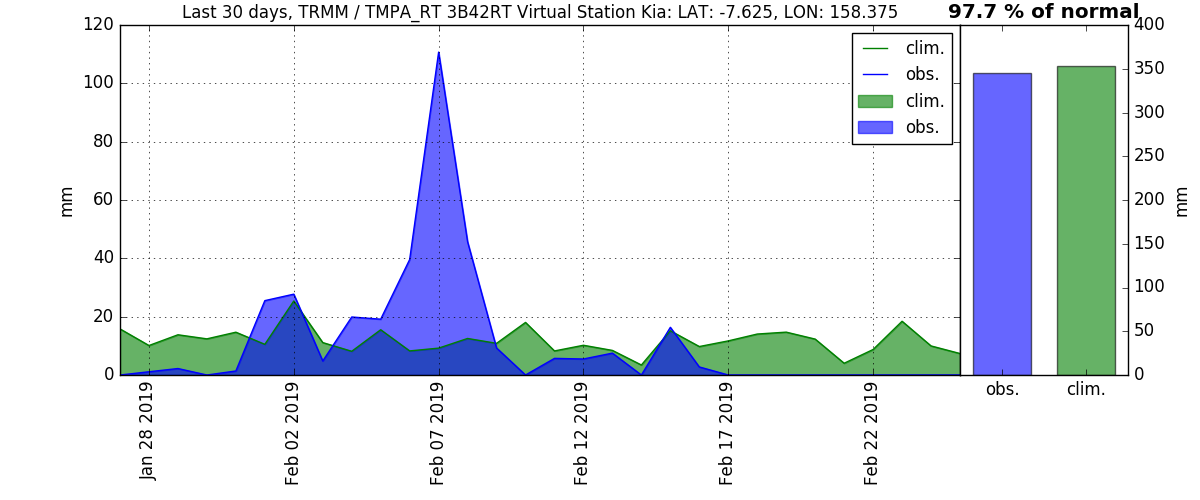 Last 30 days, TRMM / TMPA_RT 3B42RT Virtual Station Kia: LAT: -7.625, LON: 158.375
97.7 % of normal
120
100
80
60
40
20
0
mm
clim.
obs.
clim.
obs.
Jan 28 2019
Feb 02 2019
Feb 07 2019
Feb 12 2019
Feb 17 2019
Feb 22 2019
400
350
300
250
200
150
100
50
0
mm
obs.
clim.